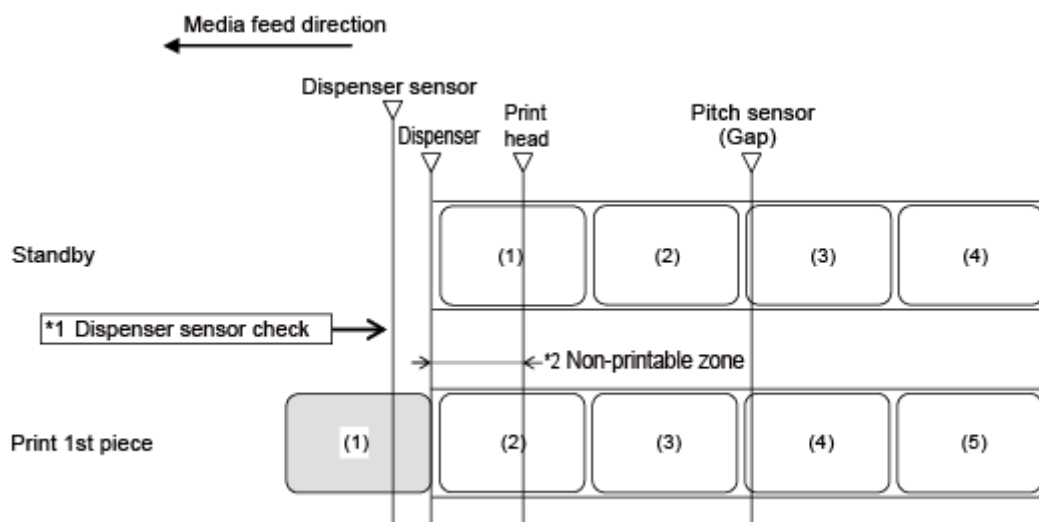 Media feed direction
Dispenser sensor
Dispenser
Print
head
Pitch sensor
(Gap)
Standby
(1)
(2)
(3)
(4)
*1 Dispenser sensor check
*2 Non-printable zone
Print 1st piece
(1)
(2)
(3)
(4)
(5)